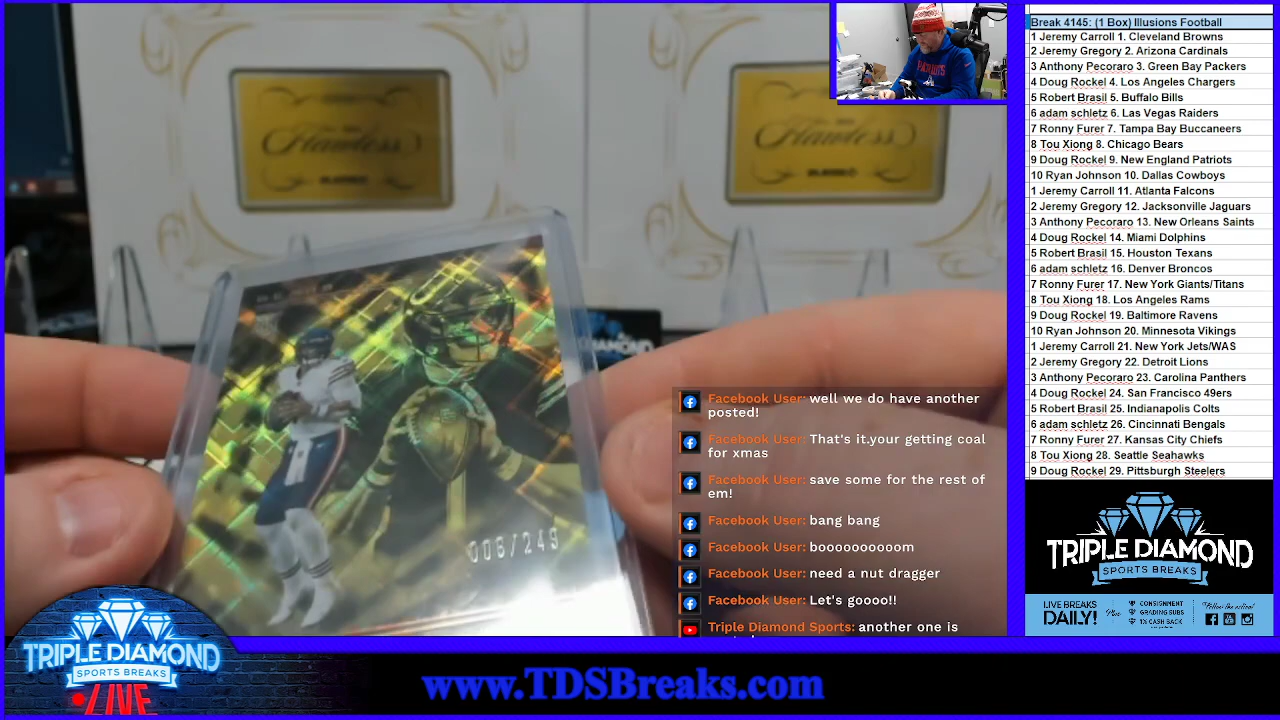 Flawless
Flawless
PATRIOTS
006/249
DIAMOND
Break 4145: (1 Box) Illusions Football
1 Jeremy Carroll 1. Cleveland Browns
2 Jeremy Gregory 2. Arizona Cardinals
3 Anthony Pecoraro 3. Green Bay Packers
4 Doug Rockel 4. Los Angeles Chargers
5 Robert Brasil 5. Buffalo Bills
6 adam schletz 6. Las Vegas Raiders
7 Ronny Furer 7. Tampa Bay Buccaneers
8 Tou Xiong 8. Chicago Bears
9 Doug Rockel 9. New England Patriots
10 Ryan Johnson 10. Dallas Cowboys
1 Jeremy Carroll 11. Atlanta Falcons
2 Jeremy Gregory 12. Jacksonville Jaguars
3 Anthony Pecoraro 13. New Orleans Saints
4 Doug Rockel 14. Miami Dolphins
5 Robert Brasil 15. Houston Texans
6 adam schletz 16. Denver Broncos
7 Ronny Furer 17. New York Giants/Titans
8 Tou Xiong 18. Los Angeles Rams
9 Doug Rockel 19. Baltimore Ravens
10 Ryan Johnson 20. Minnesota Vikings
1 Jeremy Carroll 21. New York Jets/WAS
2 Jeremy Gregory 22. Detroit Lions
3 Anthony Pecoraro 23. Carolina Panthers
4 Doug Rockel 24. San Francisco 49ers
5 Robert Brasil 25. Indianapolis Colts
6 adam schletz 26. Cincinnati Bengals
7 Ronny Furer 27. Kansas City Chiefs
8 Tou Xiong 28. Seattle Seahawks
9 Doug Rockel 29. Pittsburgh Steelers
Facebook User: well we do have another
posted!
Facebook User: That's it.your getting coal
for xmas
Facebook User: save some for the rest of
em!
Facebook User: bang bang
Facebook User: boooooooooom
Facebook User: need a nut dragger
Facebook User: Let's goooo!!
Triple Diamond Sports: another one is
TRIPLE DIAMOND
SPORTS BREAKS
LIVE BREAKS
DAILY!
Plus
CONSIGNMENT
GRADING SUBS
1% CASH BACK
Follow the action!
TRIPLE DIAMOND
SPORTS BREAKS
LIVE
www.TDSBreaks.com